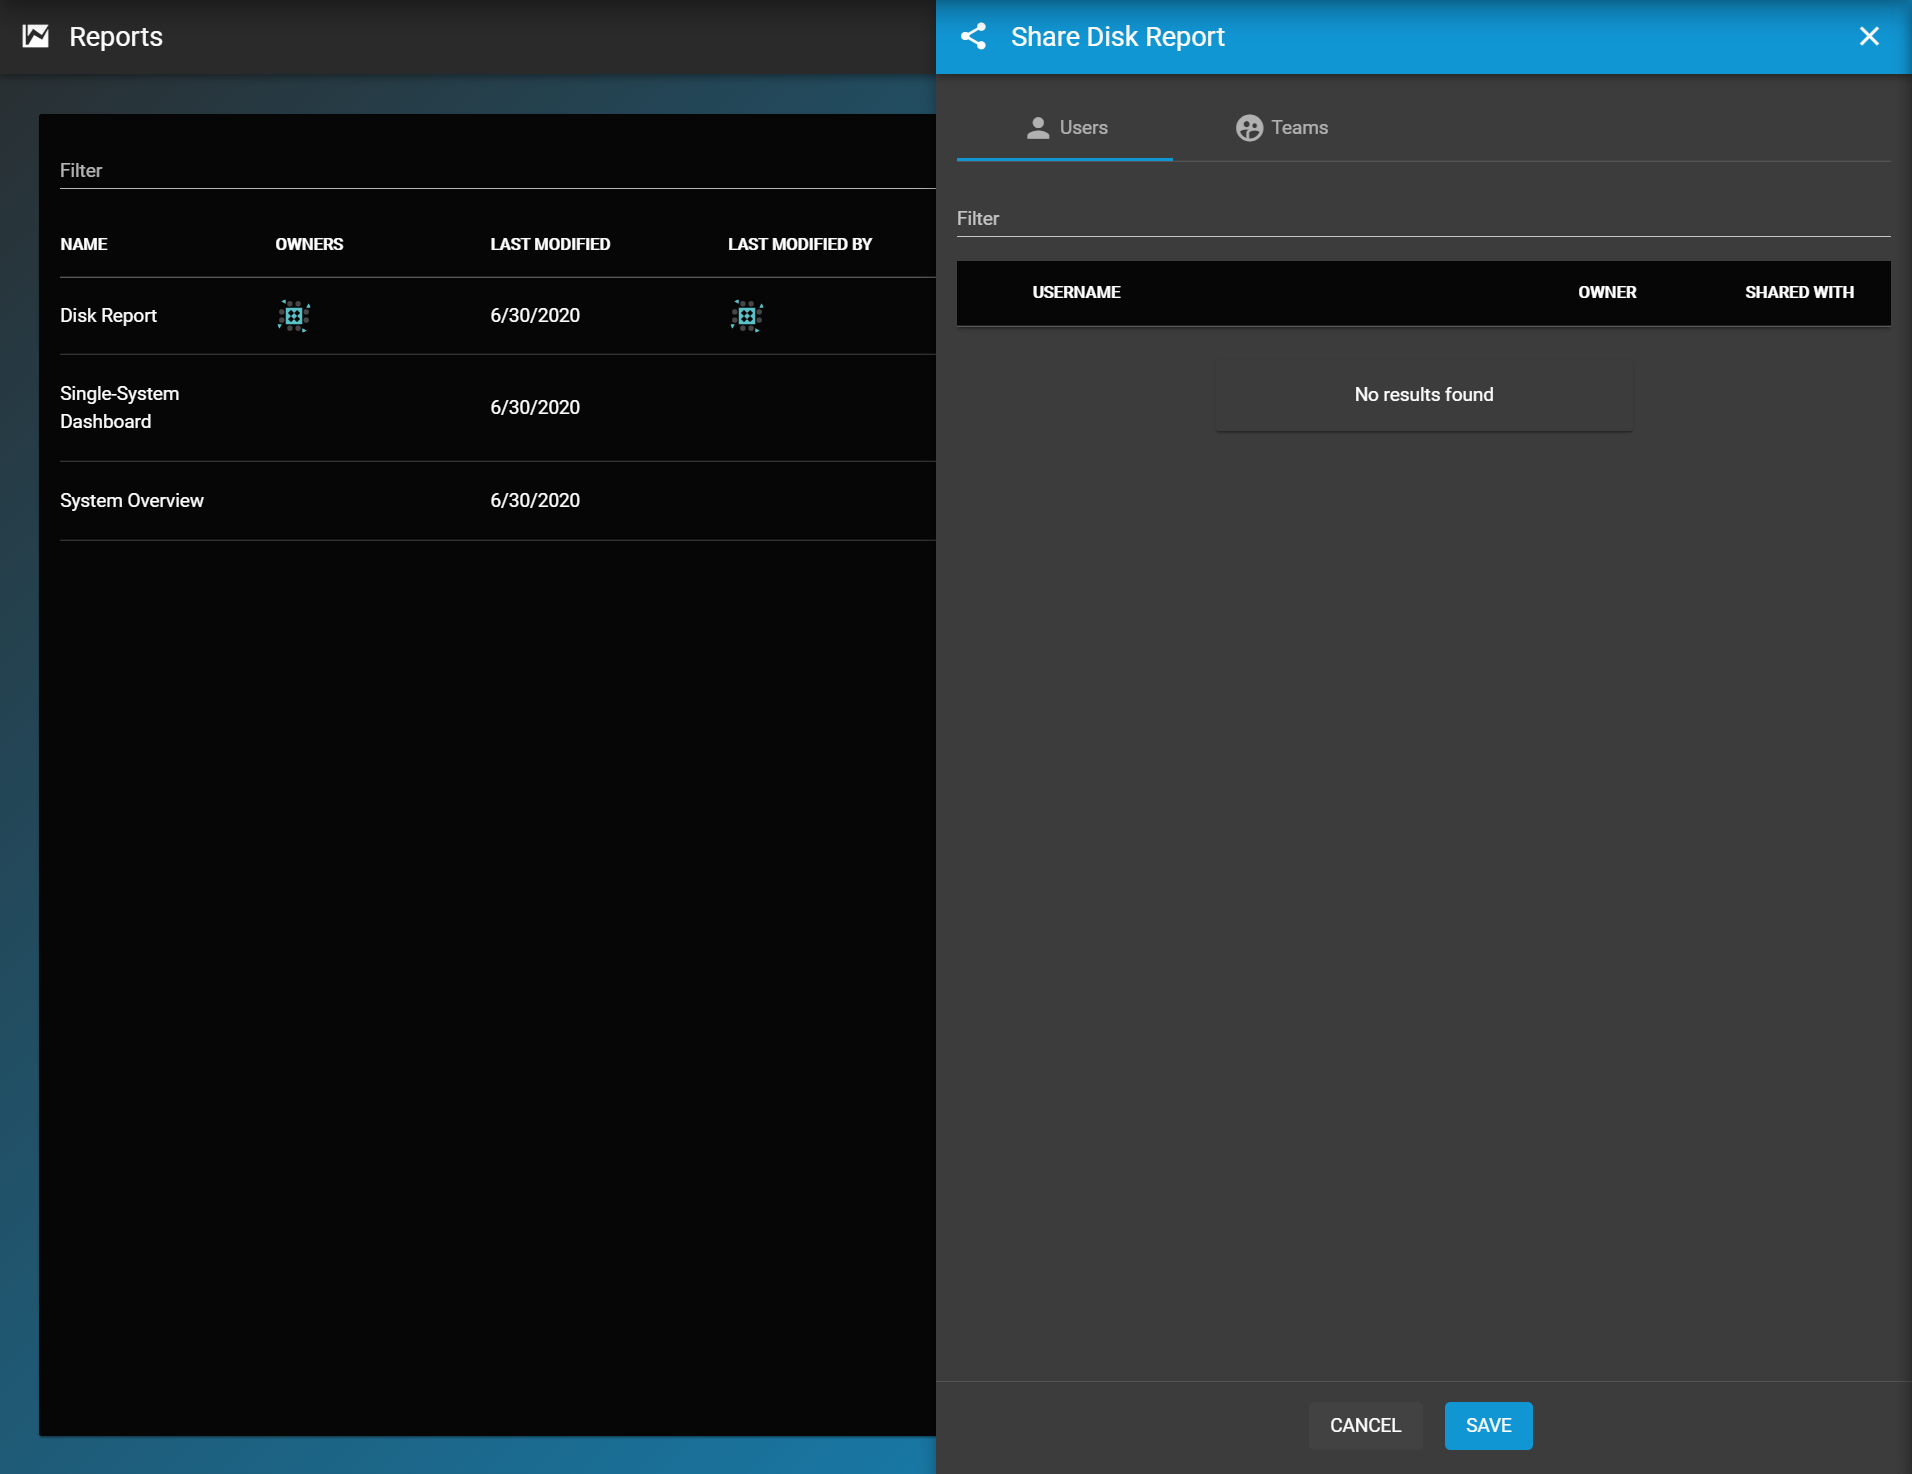 Reports
Filter
NAME OWNERS LAST MODIFIED LAST MODIFIED BY
Disk Report 6/30/2020
Single-System
Dashboard 6/30/2020
System Overview 6/30/2020
Share Disk Report
Users Teams
Filter
USERNAME OWNER SHARED WITH
No results found
CANCEL SAVE